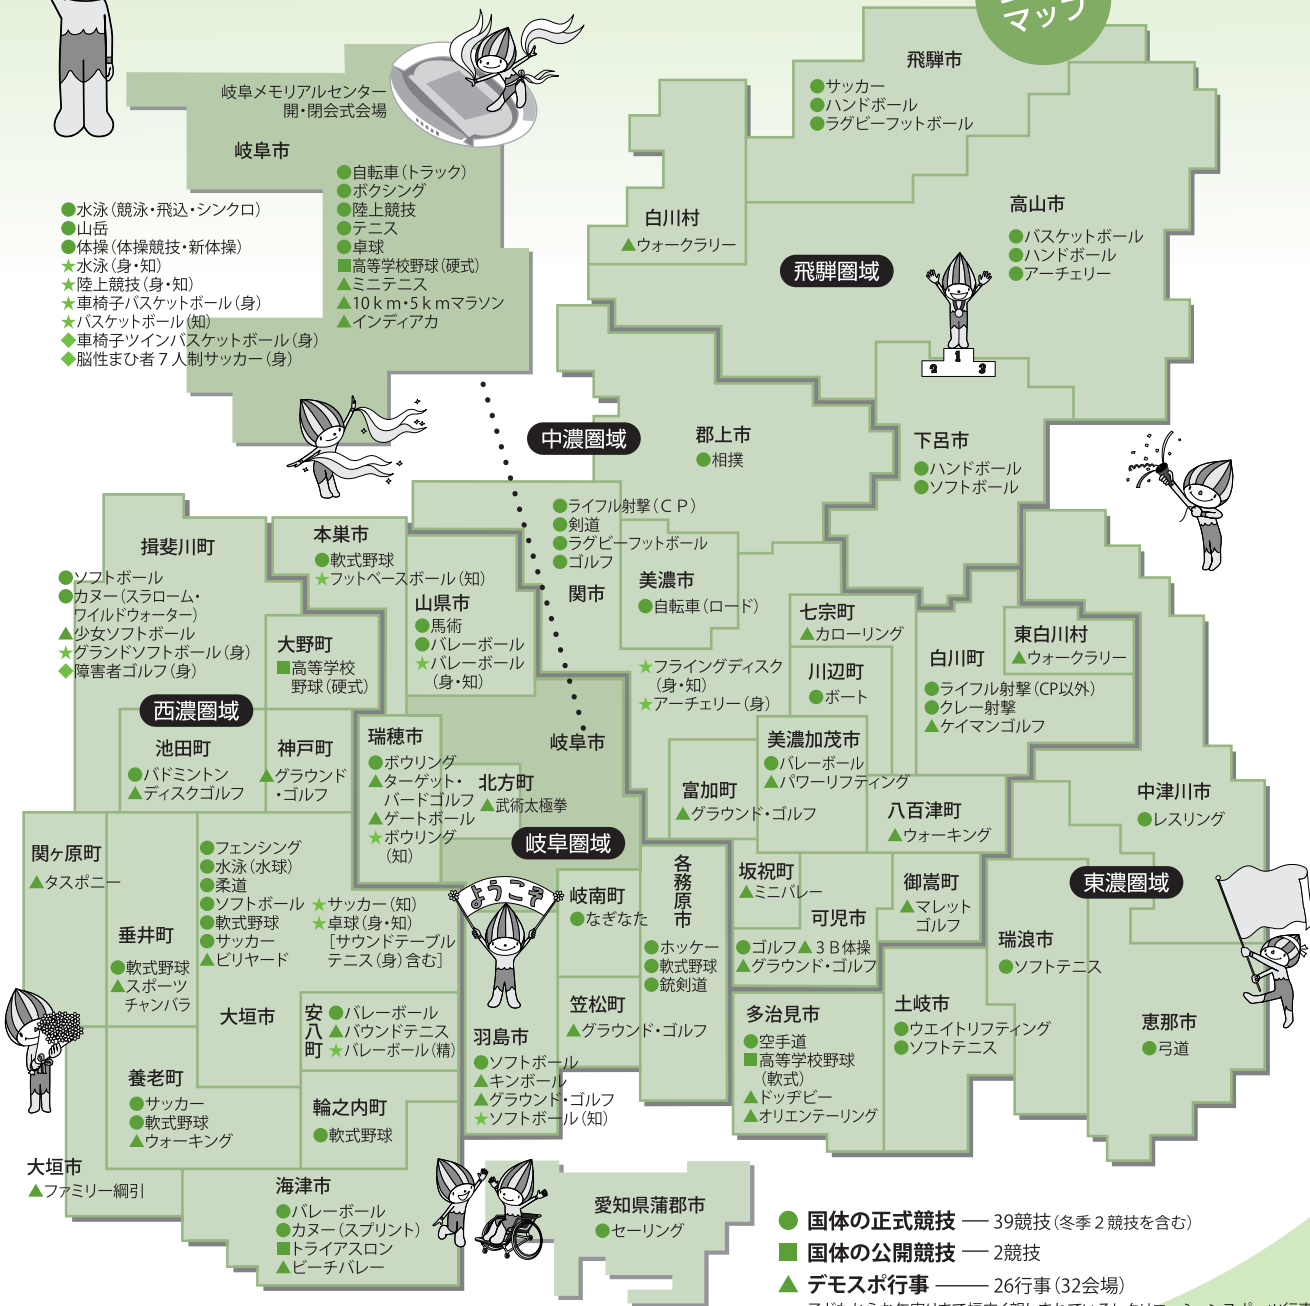 マップ
岐阜メモリアルセンター
開・閉会式会場
岐阜市
●水泳(競泳・飛込・シンクロ)
●山岳
●体操(体操競技・新体操)
★水泳(身・知)
★陸上競技(身・知)
★車椅子バスケットボール(身)
★バスケットボール(知)
◆車椅子ツインバスケットボール(身)
◆脳性まひ者7人制サッカー(身)
●自転車(トラック)
●ボクシング
●陸上競技
●テニス
●卓球
■高等学校野球(硬式)
▲ミニテニス
▲10km・5kmマラソン
▲インディアカ
飛騨市
●サッカー
●ハンドボール
●ラグビーフットボール
白川村
▲ウォークラリー
高山市
●バスケットボール
●ハンドボール
●アーチェリー
飛騨圏域
1
2
3
下呂市
●ハンドボール
●ソフトボール
中濃圏域
郡上市
●相撲
●ライフル射撃(CP)
●剣道
●ラグビーフットボール
●ゴルフ
関市
★フライングディスク
(身・知)
★アーチェリー(身)
美濃市
●自転車(ロード)
七宗町
▲カローリング
川辺町
●ボート
白川町
●ライフル射撃(CP以外)
●クレー射撃
▲ケイマンゴルフ
東白川村
▲ウォークラリー
美濃加茂市
●バレーボール
▲パワーリフティング
富加町
▲グラウンド・ゴルフ
八百津町
▲ウォーキング
坂祝町
▲ミニバレー
可児市
●ゴルフ▲3B体操
▲グラウンド・ゴルフ
御嵩町
▲マレット
ゴルフ
揖斐川町
●ソフトボール
●カヌー(スラローム・
ワイルドウォーター)
▲少女ソフトボール
★グランドソフトボール(身)
◆障害者ゴルフ(身)
西濃圏域
大野町
■高等学校
野球(硬式)
池田町
●バドミントン
▲ディスクゴルフ
神戸町
▲グラウンド
・ゴルフ
本巣市
●軟式野球
★フットベースボール(知)
山県市
●馬術
●バレーボール
★バレーボール
(身・知)
瑞穂市
●ボウリング
▲ターゲット・
バードゴルフ
▲ゲートボール
★ボウリング
(知)
北方町
▲武術太極拳
岐阜市
岐阜圏域
ようこそ
岐南町
●なぎなた
各務原市
●ホッケー
●軟式野球
●銃剣道
笠松町
▲グラウンド・ゴルフ
羽島市
●ソフトボール
▲キンボール
▲グラウンド・ゴルフ
★ソフトボール(知)
関ヶ原町
▲タスポニー
垂井町
●軟式野球
▲スポーツ
チャンバラ
●フェンシング
●水泳(水球)
●柔道
●ソフトボール
●軟式野球
●サッカー
▲ビリヤード
★サッカー(知)
★卓球(身・知)
[サウンドテーブル
テニス(身)含む]
大垣市
安八町
●バレーボール
▲バウンドテニス
★バレーボール(精)
養老町
●サッカー
●軟式野球
▲ウォーキング
輪之内町
●軟式野球
大垣市
▲ファミリー綱引
海津市
●バレーボール
●カヌー(スプリント)
■トライアスロン
▲ビーチバレー
中津川市
●レスリング
東濃圏域
瑞浪市
●ソフトテニス
恵那市
●弓道
土岐市
●ウエイトリフティング
●ソフトテニス
多治見市
●空手道
■高等学校野球
(軟式)
▲ドッヂビー
▲オリエンテーリング
愛知県蒲郡市
●セーリング
●国体の正式競技 — 39競技(冬季2競技を含む)
■国体の公開競技 — 2競技
▲デモスポ行事 — 26行事(32会場)